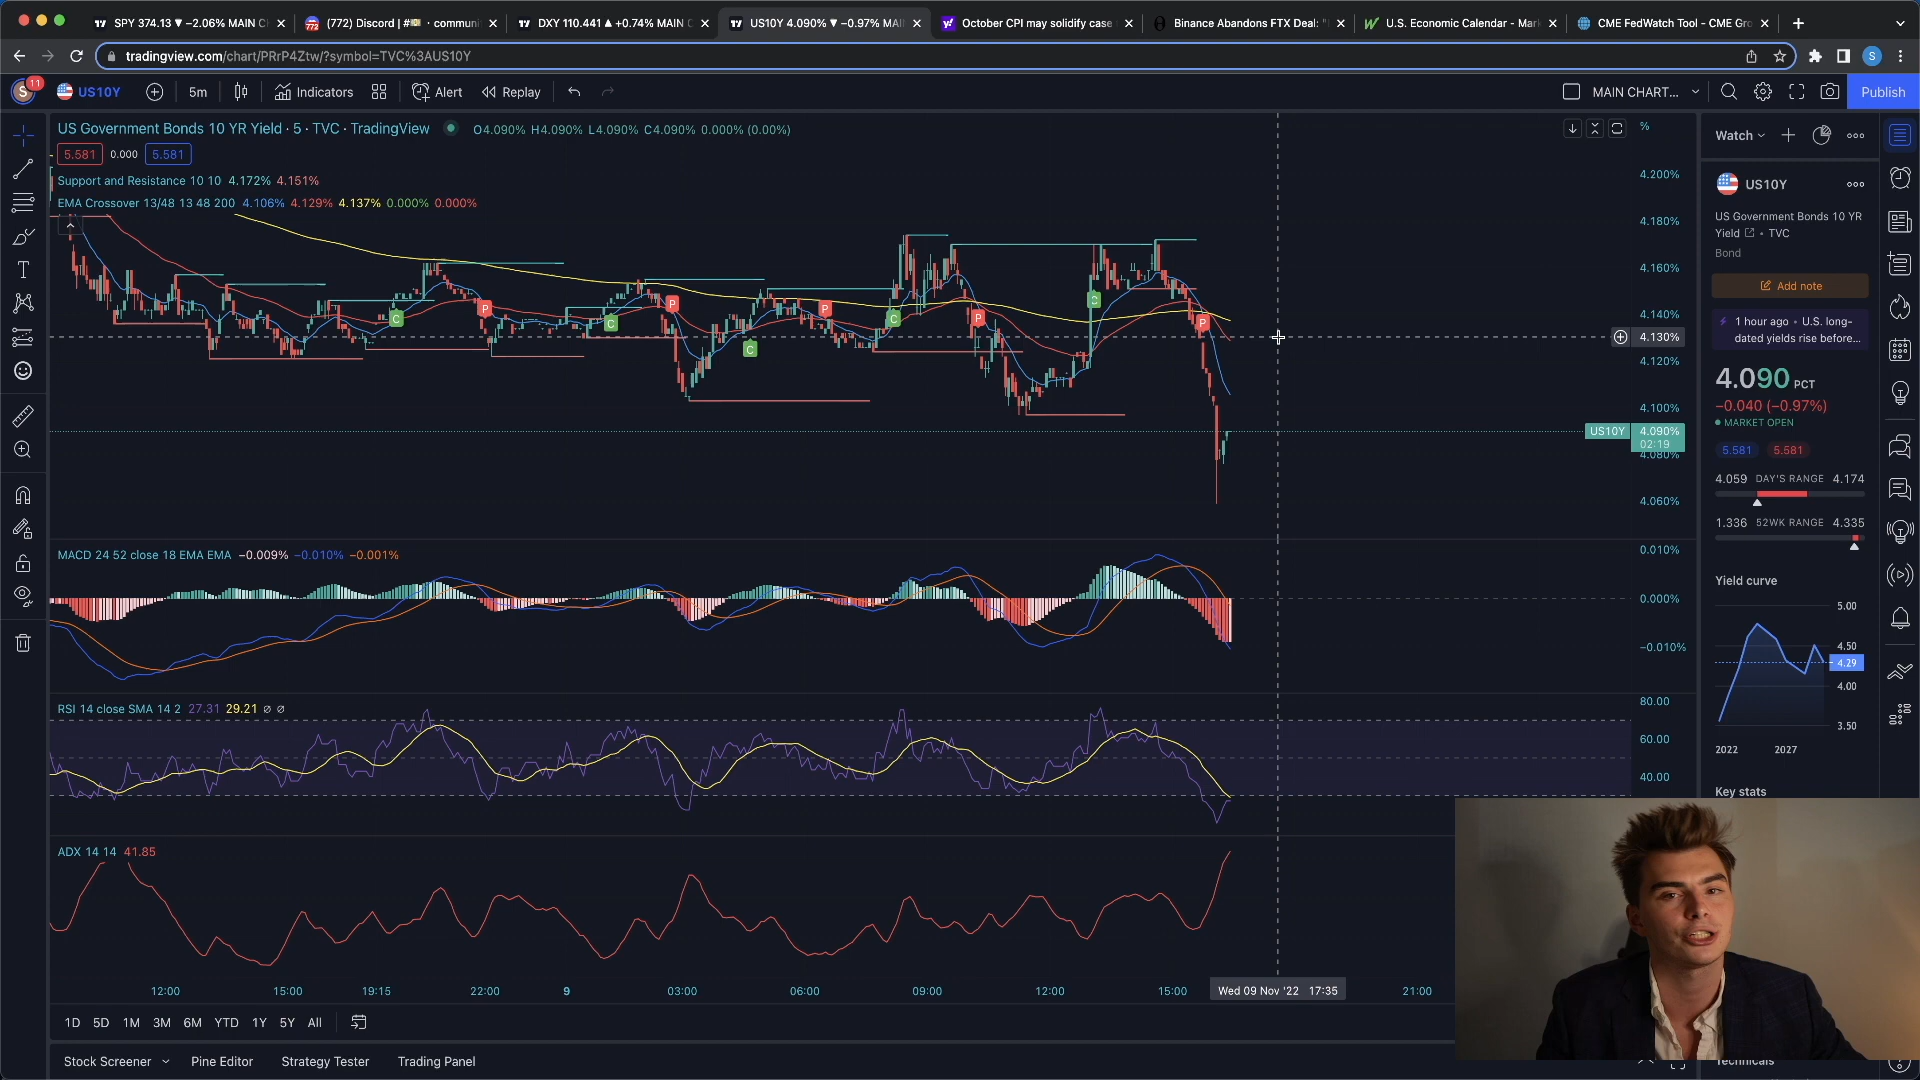 SPY 374.13 ▼ −2.06% MAIN C
(772) Discord | #💵 · communi
DXY 110.441 ▲ +0.74% MAIN C
US10Y 4.090% ▼ −0.97% MAI
October CPI may solidify case
Binance Abandons FTX Deal: "
U.S. Economic Calendar - Mar
CME FedWatch Tool - CME Gro
tradingview.com/chart/PRrP4Ztw/?symbol=TVC%3AUS10Y
S
S
11
US10Y
5m
Indicators
Alert
Replay
MAIN CHART...
Publish
US Government Bonds 10 YR Yield · 5 · TVC · TradingView
O4.090% H4.090% L4.090% C4.090% 0.000% (0.00%)
%
5.581
0.000
5.581
Support and Resistance 10 10 4.172% 4.151%
EMA Crossover 13/48 13 48 200 4.106% 4.129% 4.137% 0.000% 0.000%
C
P
C
P
C
P
C
P
C
P
4.200%
4.180%
4.160%
4.140%
4.130%
4.120%
4.100%
US10Y
4.090%
02:19
4.080%
4.060%
MACD 24 52 close 18 EMA EMA −0.009% −0.010% −0.001%
0.010%
0.000%
−0.010%
RSI 14 close SMA 14 2 27.31 29.21 ∅ ∅
80.00
60.00
40.00
ADX 14 14 41.85
12:00
15:00
19:15
22:00
9
03:00
06:00
09:00
12:00
15:00
Wed 09 Nov '22 17:35
21:00
1D 5D 1M 3M 6M YTD 1Y 5Y All
Stock Screener
Pine Editor
Strategy Tester
Trading Panel
Watch
US10Y
US Government Bonds 10 YR
Yield • TVC
Bond
Add note
1 hour ago • U.S. long-
dated yields rise before...
4.090 PCT
−0.040 (−0.97%)
MARKET OPEN
5.581
5.581
4.059 DAY'S RANGE 4.174
1.336 52WK RANGE 4.335
Yield curve
5.00
4.50
4.29
4.00
3.50
2022
2027
Key stats
Technicals